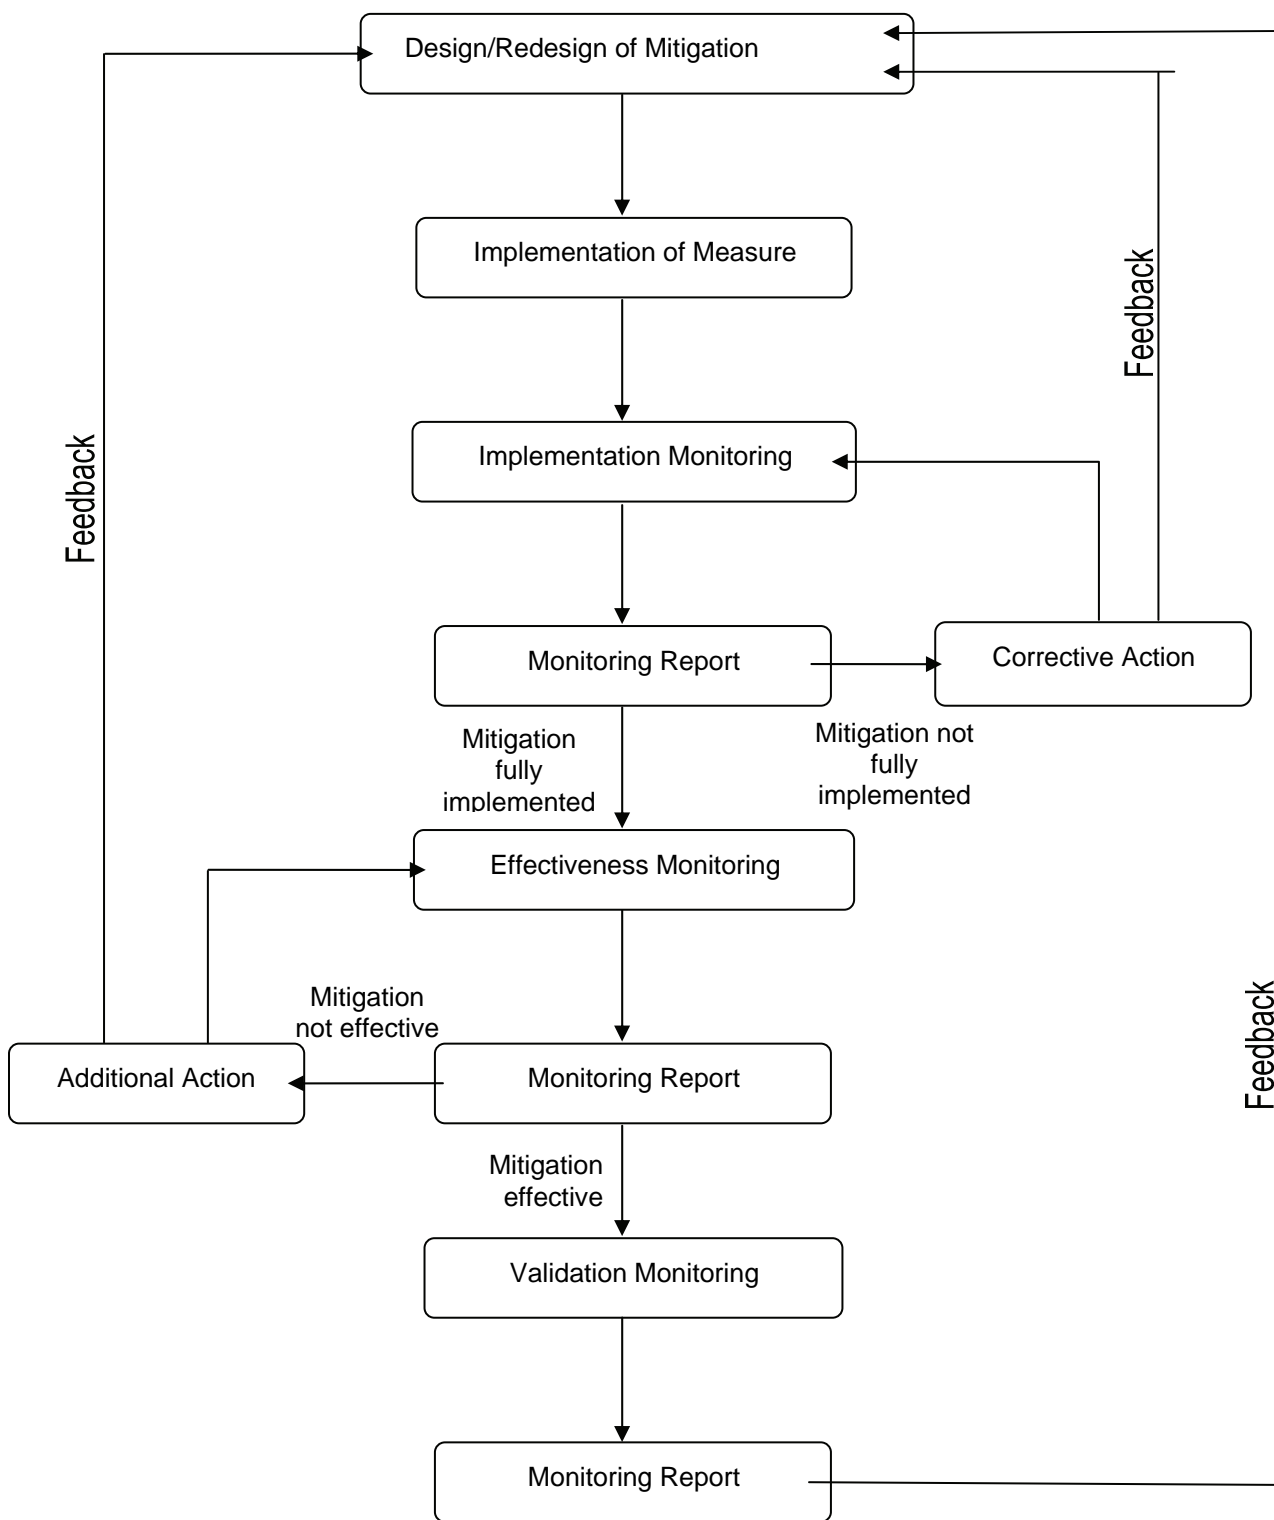 Design/Redesign of Mitigation
Implementation of Measure
Feedback
Implementation Monitoring
Feedback
Monitoring Report
Corrective Action
Mitigation
fully
implemented
Mitigation not
fully
implemented
Effectiveness Monitoring
Mitigation
not effective
Feedback
Additional Action
Monitoring Report
Mitigation
effective
Validation Monitoring
Monitoring Report